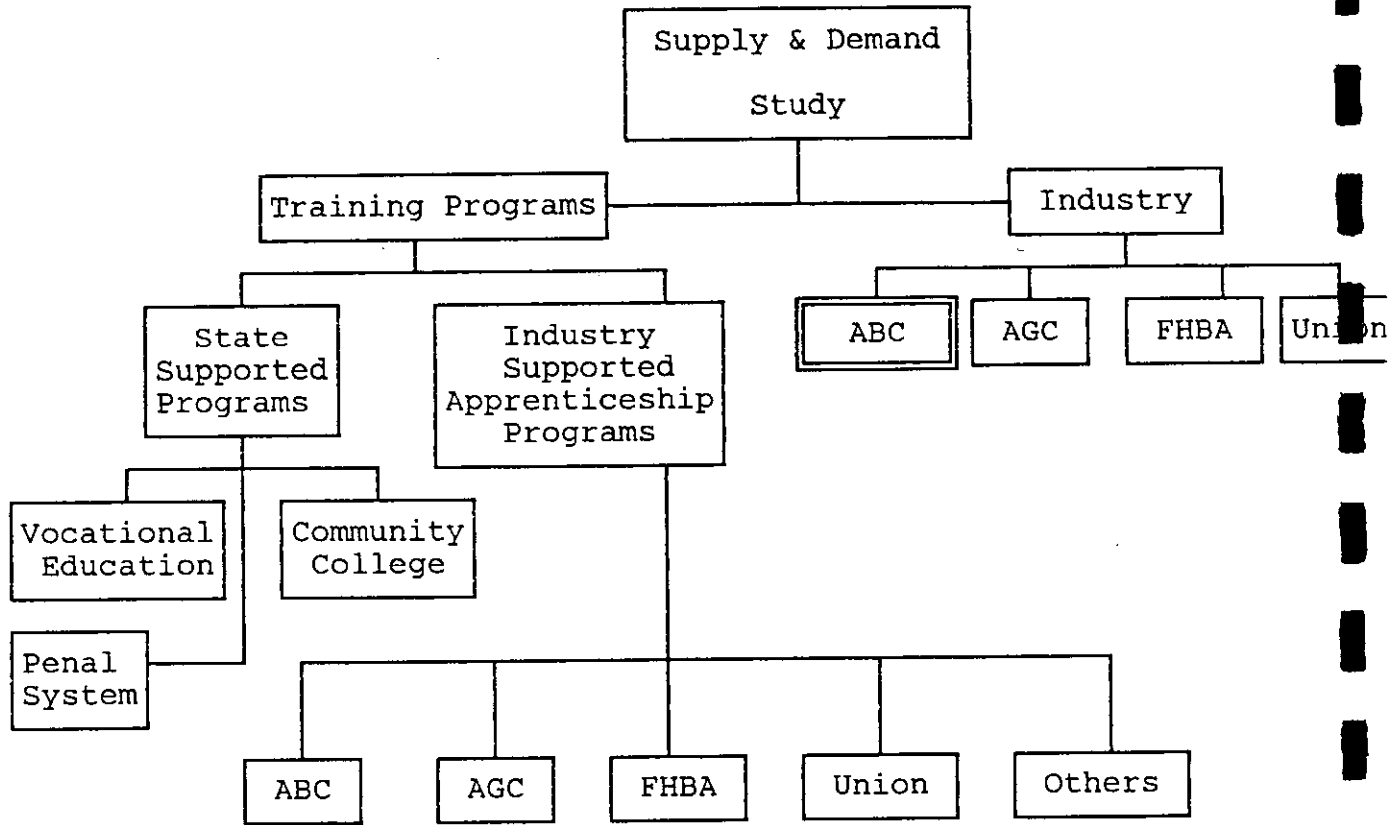 Supply & Demand
Study
Training Programs
Industry
State
Supported
Programs
Industry
Supported
Apprenticeship
Programs
ABC
AGC
FHBA
Union
Vocational
Education
Community
College
Penal
System
ABC
AGC
FHBA
Union
Others